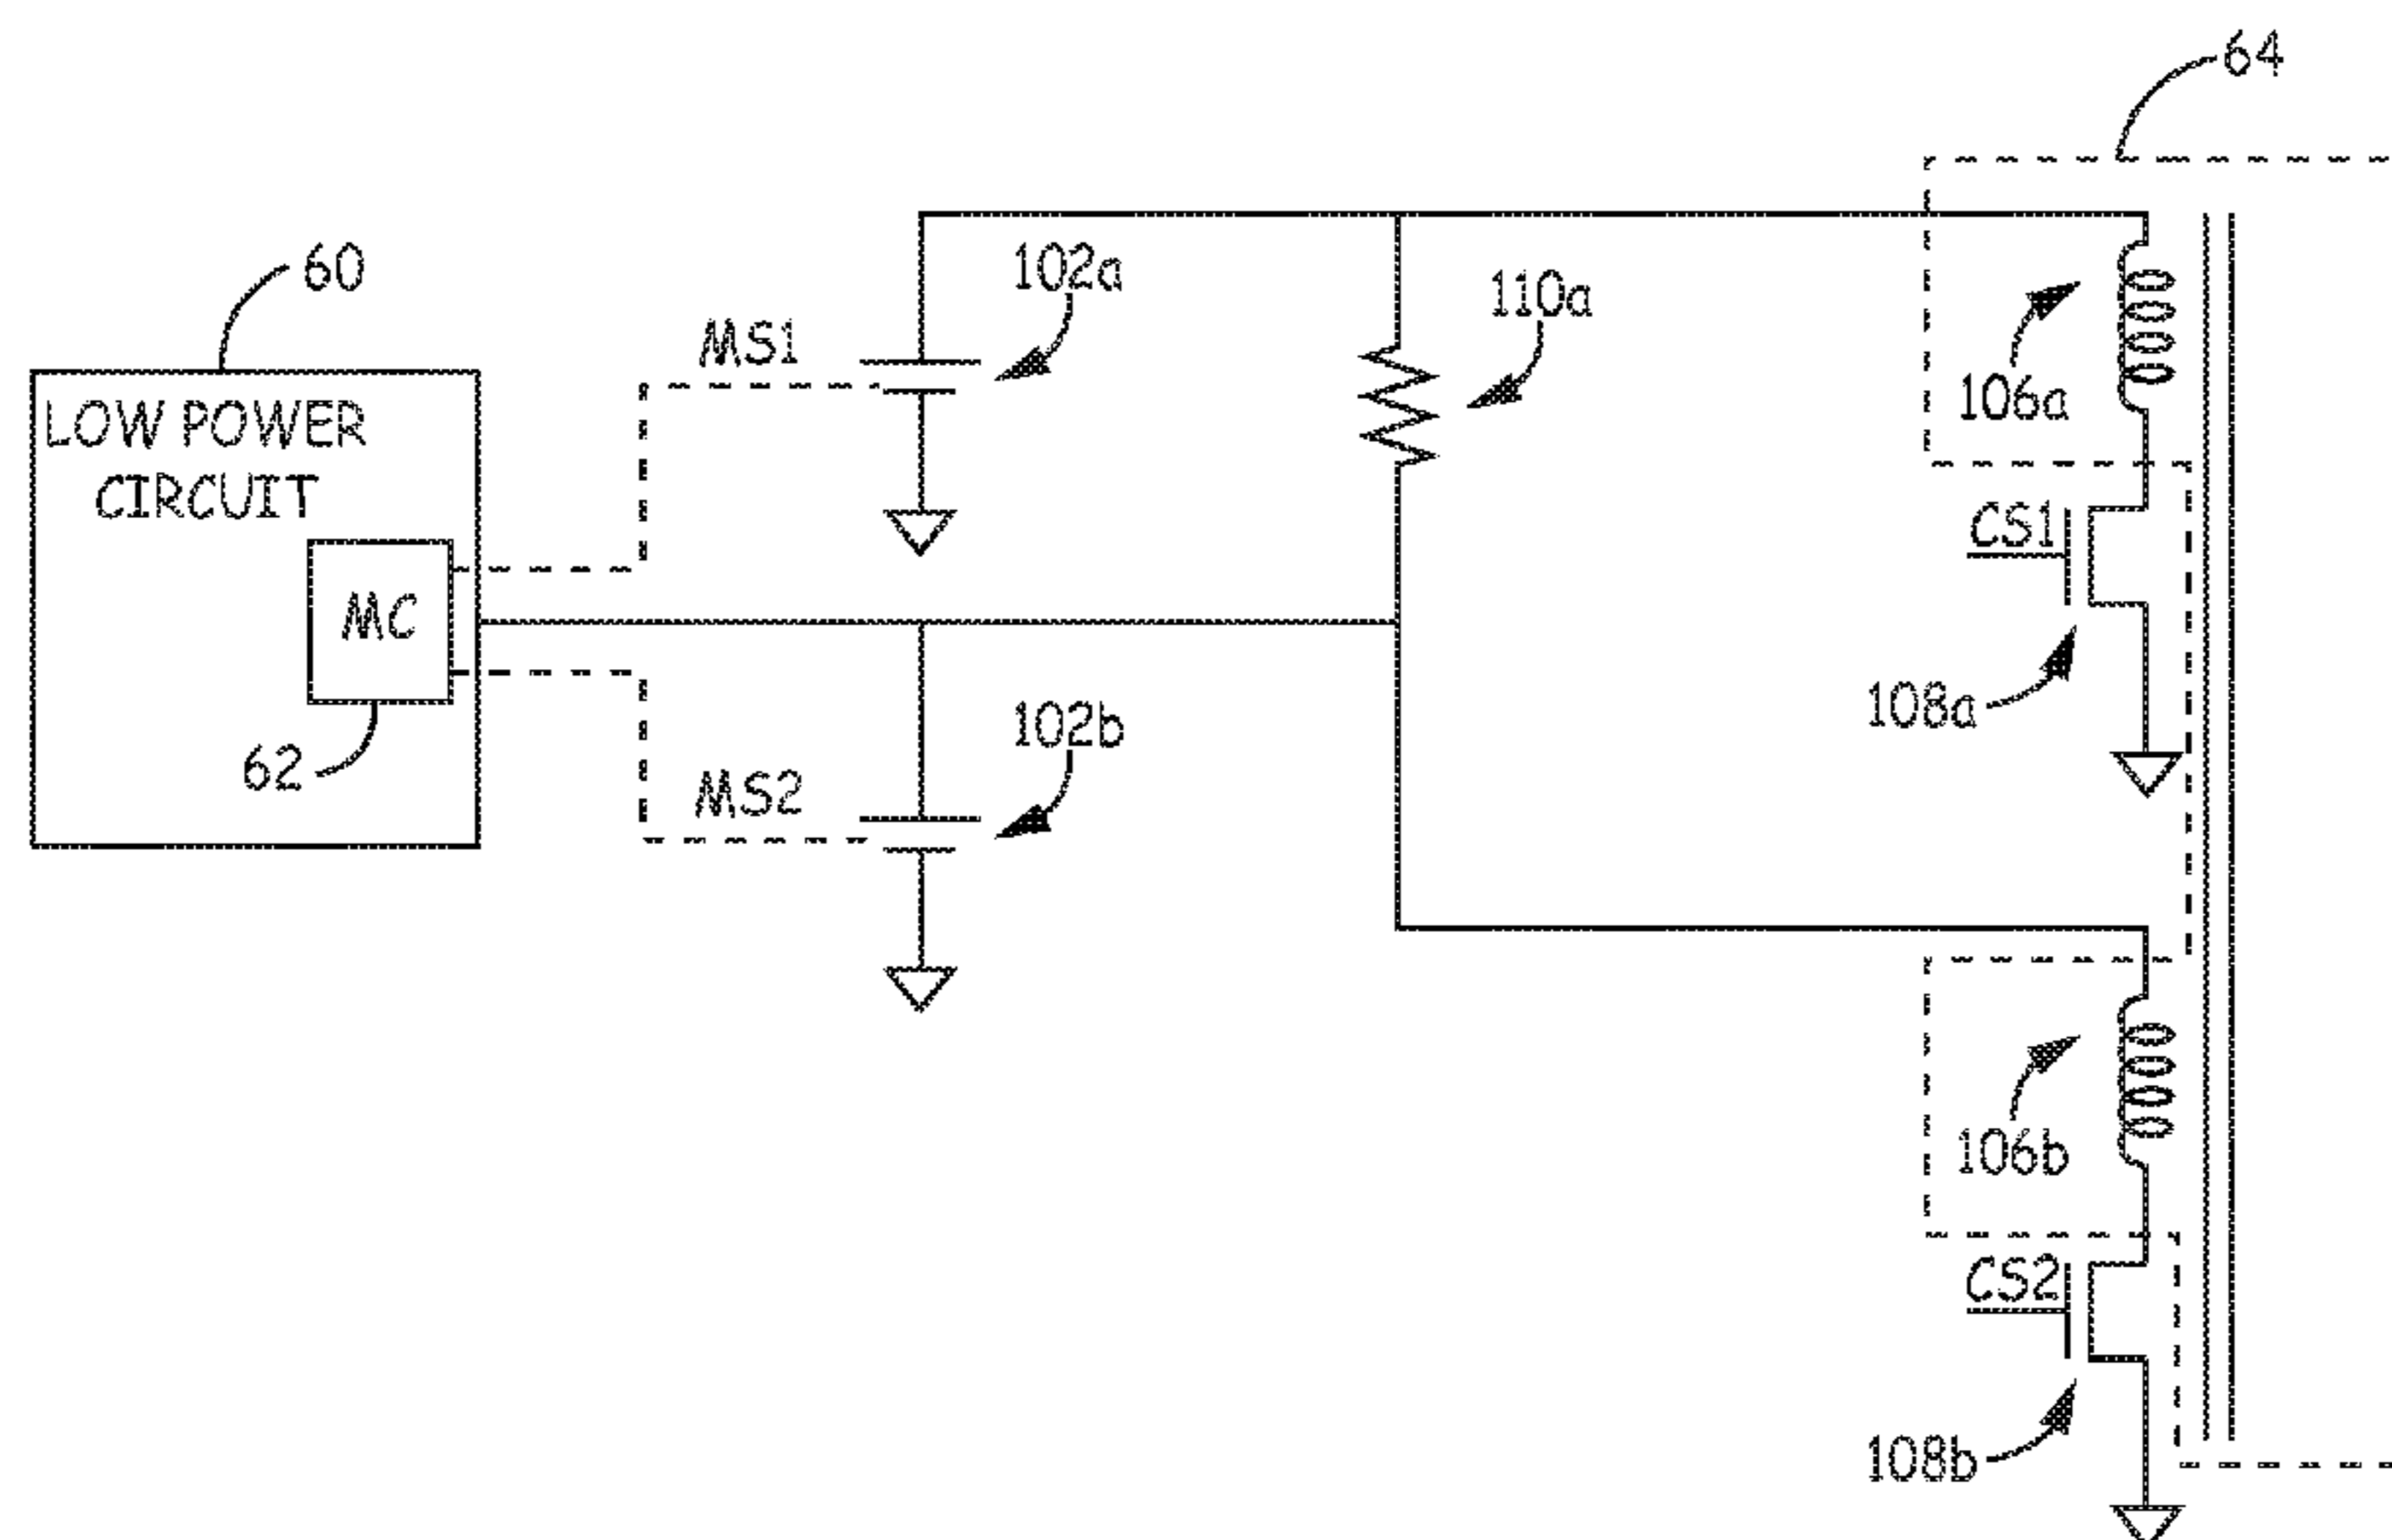 64
60
102a
110a
MS1
106a
LOW POWER
CIRCUIT
CS1
MC
108a
62
102b
MS2
106b
CS2
108b